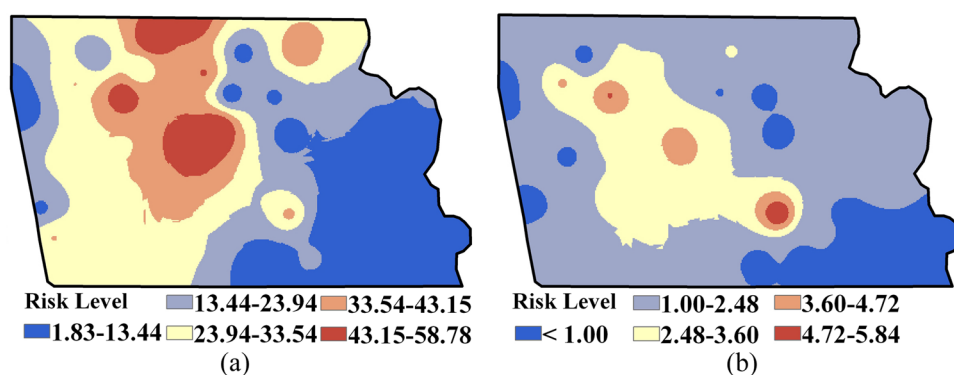 Risk Level 13.44-23.94 33.54-43.15
1.83-13.44 23.94-33.54 43.15-58.78
(a)
Risk Level 1.00-2.48 3.60-4.72
< 1.00 2.48-3.60 4.72-5.84
(b)